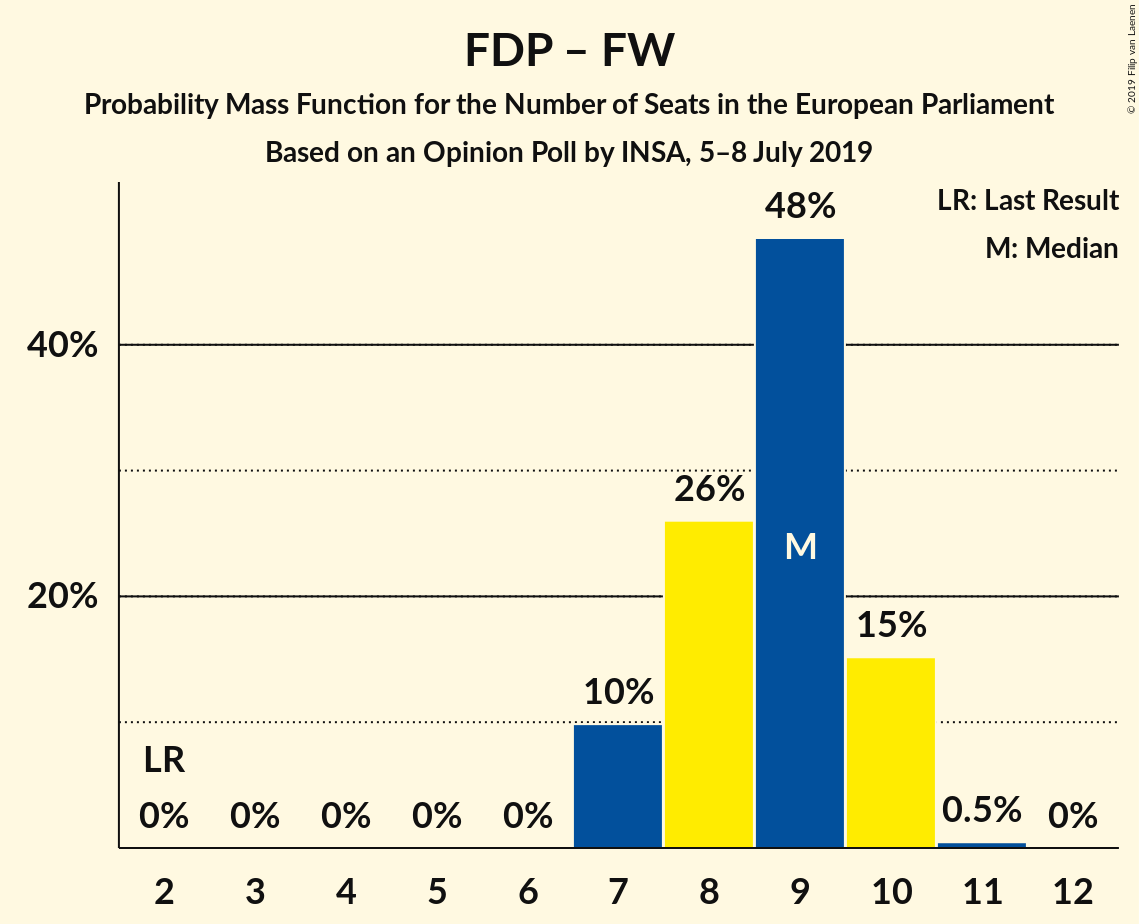 FDP – FW
Probability Mass Function for the Number of Seats in the European Parliament
Based on an Opinion Poll by INSA, 5–8 July 2019
© 2019 Filip van Laenen
LR: Last Result
M: Median
48%
40%
26%
M
20%
15%
10%
LR
0%
0%
0%
0%
0%
0.5%
0%
2 3 4 5 6 7 8 9 10 11 12